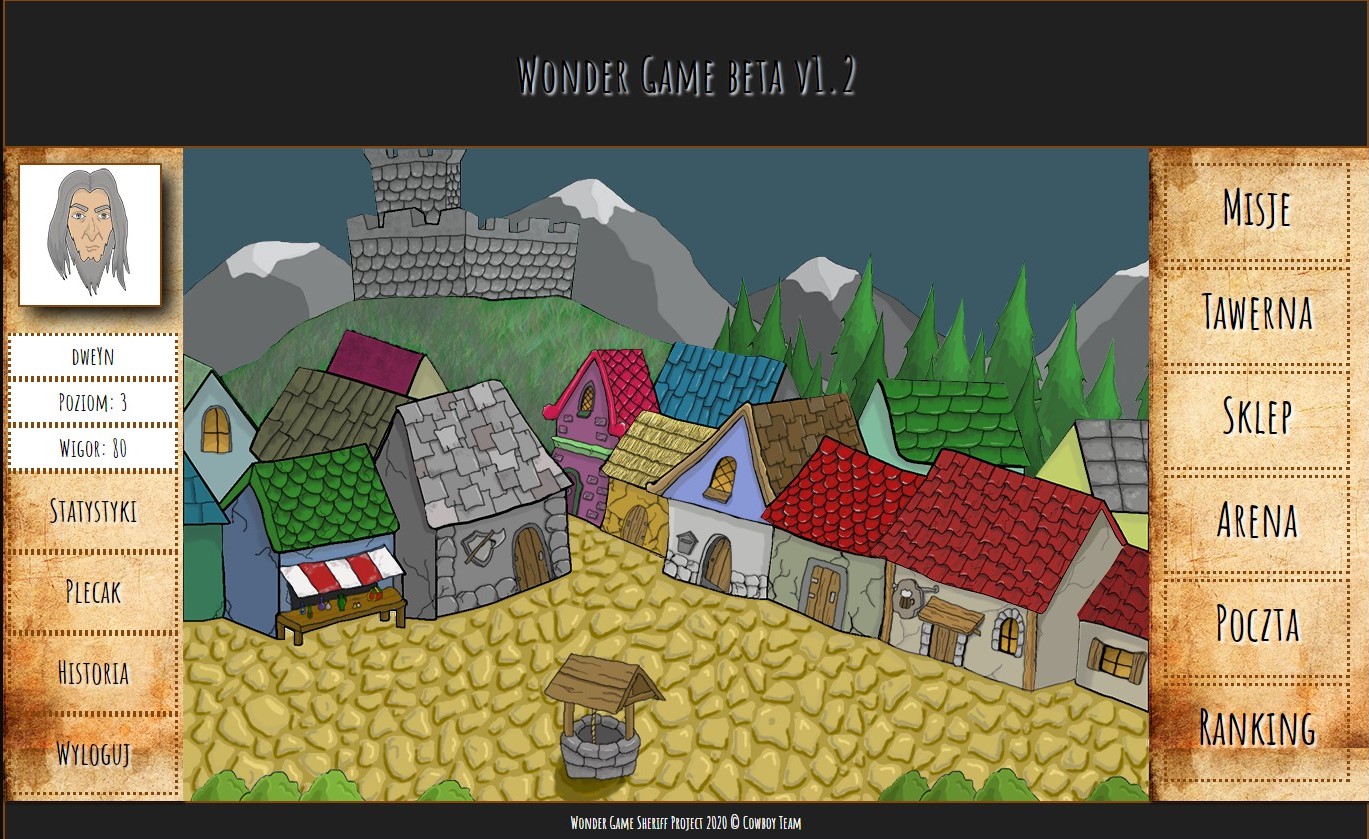 Wonder Game beta v1.2
dweYn
Poziom: 3
Wigor: 80
Statystyki
Plecak
Historia
Wyloguj
Misje
Tawerna
Sklep
Arena
Poczta
Ranking
Wonder Game Sheriff Project 2020 © Cowboy Team